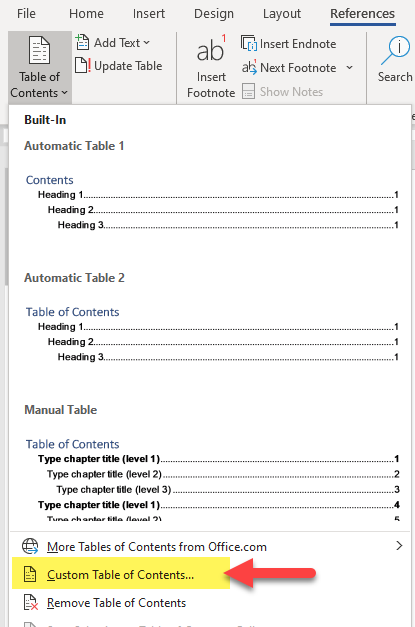 File Home Insert Design Layout References
Table of Contents
Add Text
Update Table
ab1
Insert Footnote
Insert Endnote
ab1 Next Footnote
Show Notes
Search
Built-In
Automatic Table 1
Contents
Heading 1........................................1
Heading 2........................................1
Heading 3........................................1
Automatic Table 2
Table of Contents
Heading 1........................................1
Heading 2........................................1
Heading 3........................................1
Manual Table
Table of Contents
Type chapter title (level 1)........................................1
Type chapter title (level 2)........................................2
Type chapter title (level 3)........................................3
Type chapter title (level 1)........................................4
Type chapter title (level 2)........................................5
More Tables of Contents from Office.com
Custom Table of Contents...
Remove Table of Contents